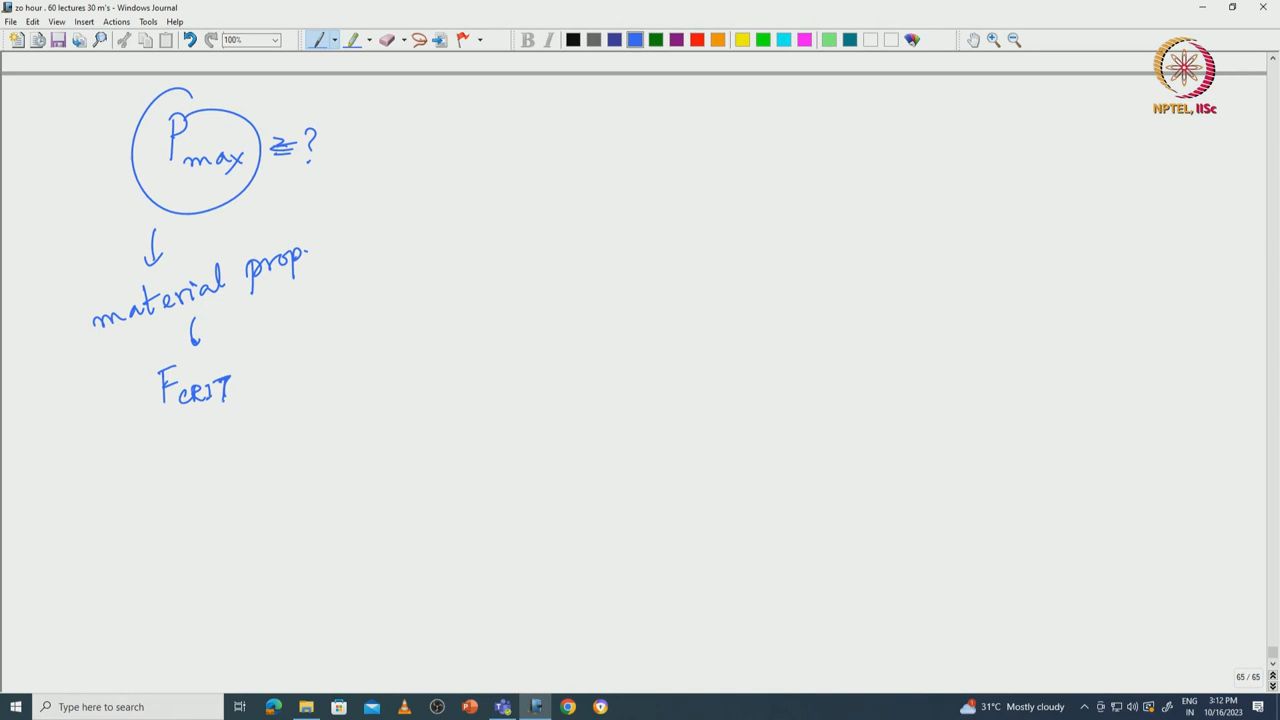 zo hour . 60 lectures 30 m's - Windows Journal
File Edit View Insert Actions Tools Help
100%
B I
NPTEL, IISc
Pmax = ?
material prop.
FCRIT
65 / 65
Type here to search
31°C Mostly cloudy
ENG
IN
3:12 PM
10/16/2023